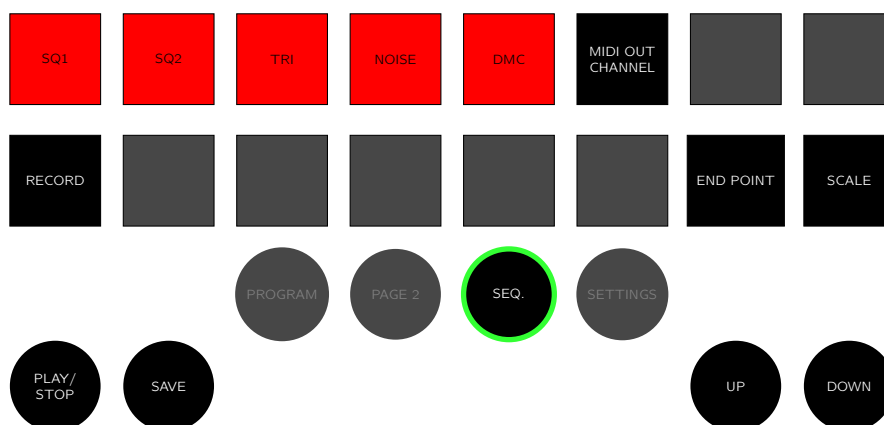 SQ1
SQ2
TRI
NOISE
DMC
MIDI OUT
CHANNEL
RECORD
END POINT
SCALE
PROGRAM
PAGE 2
SEQ.
SETTINGS
PLAY/
STOP
SAVE
UP
DOWN